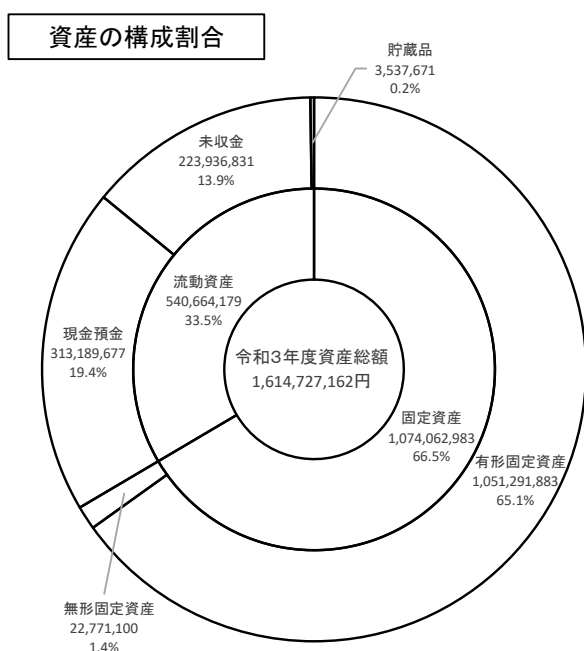 資産の構成割合
貯蔵品
3,537,671
0.2%
未収金
223,936,831
13.9%
流動資産
540,664,179
33.5%
現金預金
313,189,677
19.4%
令和3年度資産総額
1,614,727,162円
固定資産
1,074,062,983
66.5%
有形固定資産
1,051,291,883
65.1%
無形固定資産
22,771,100
1.4%